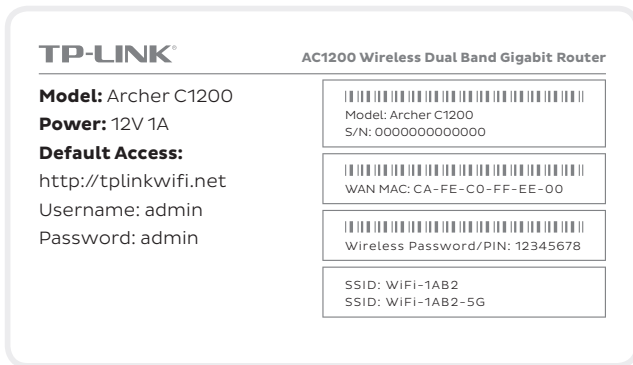 TP-LINK®
AC1200 Wireless Dual Band Gigabit Router
Model: Archer C1200
Power: 12V 1A
Default Access:
http://tplinkwifi.net
Username: admin
Password: admin
Model: Archer C1200
S/N: 0000000000000
WAN MAC: CA-FE-C0-FF-EE-00
Wireless Password/PIN: 12345678
SSID: WiFi-1AB2
SSID: WiFi-1AB2-5G